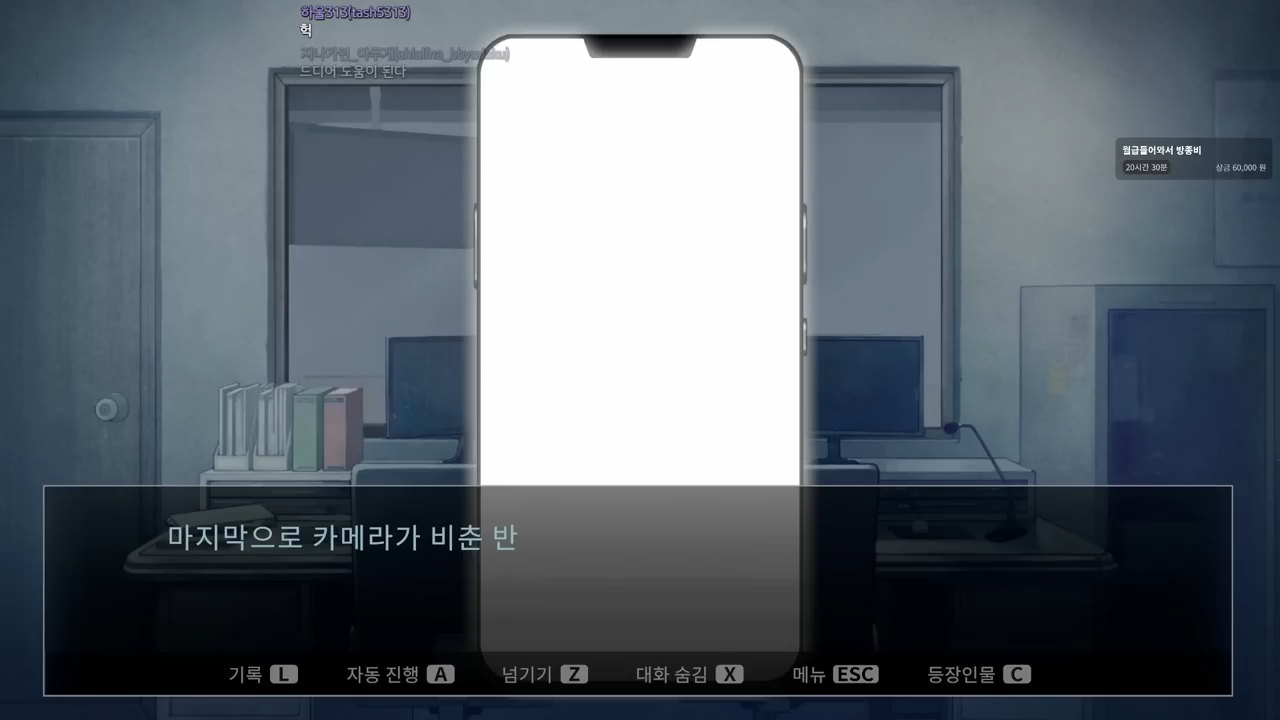 하울313(tash5313)
헉
드디어 도움이 된다
월급들어와서 방종비
20시간 30분
상금 60,000 원
마지막으로 카메라가 비춘 반
기록 L
자동 진행 A
넘기기 Z
대화 숨김 X
메뉴 ESC
등장인물 C